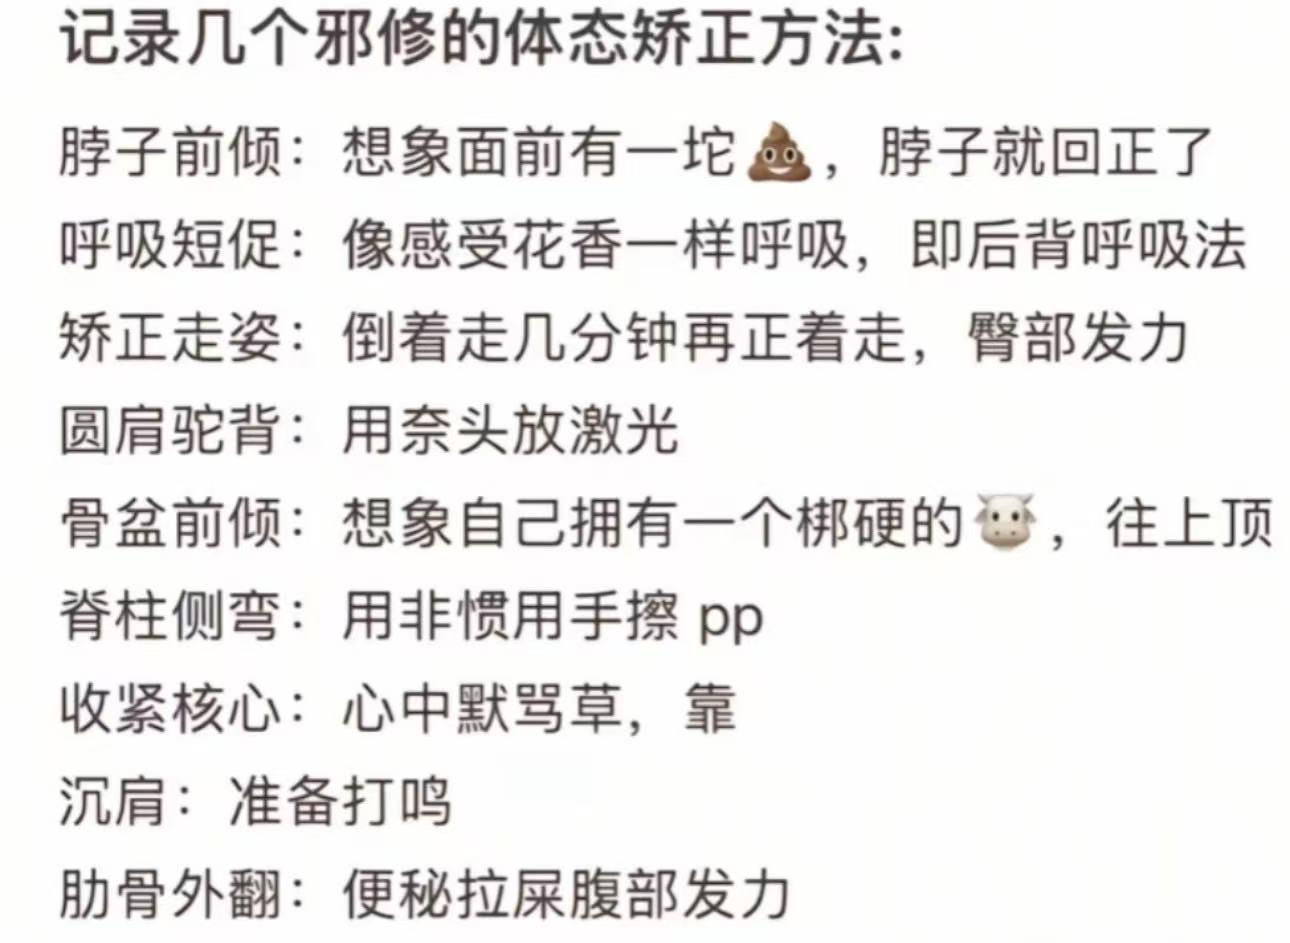 记录几个邪修的体态矫正方法:
脖子前倾：想象面前有一坨💩，脖子就回正了
呼吸短促：像感受花香一样呼吸，即后背呼吸法
矫正走姿：倒着走几分钟再正着走，臀部发力
圆肩驼背：用奈头放激光
骨盆前倾：想象自己拥有一个梆硬的🐮，往上顶
脊柱侧弯：用非惯用手擦 pp
收紧核心：心中默骂草，靠
沉肩：准备打鸣
肋骨外翻：便秘拉屎腹部发力